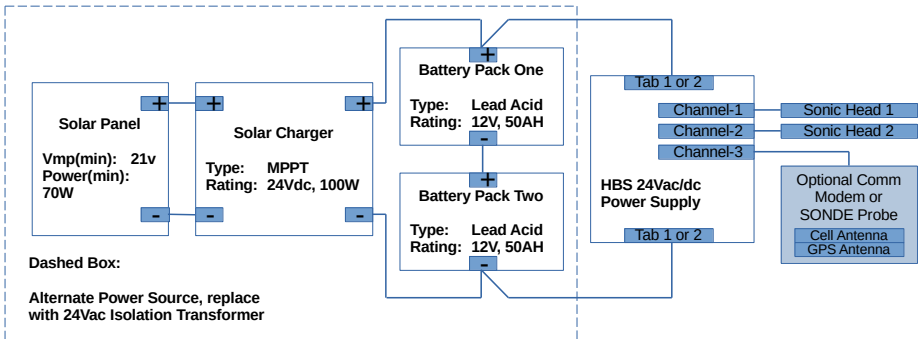 Solar Panel
Vmp(min): 21v
Power(min):
70W
+
-
Solar Charger
Type: MPPT
Rating: 24Vdc, 100W
+
-
+
-
+
Battery Pack One
Type: Lead Acid
Rating: 12V, 50AH
-
+
Battery Pack Two
Type: Lead Acid
Rating: 12V, 50AH
-
Dashed Box:
Alternate Power Source, replace
with 24Vac Isolation Transformer
Tab 1 or 2
Channel-1
Channel-2
Channel-3
HBS 24Vac/dc
Power Supply
Tab 1 or 2
Sonic Head 1
Sonic Head 2
Optional Comm
Modem or
SONDE Probe
Cell Antenna
GPS Antenna